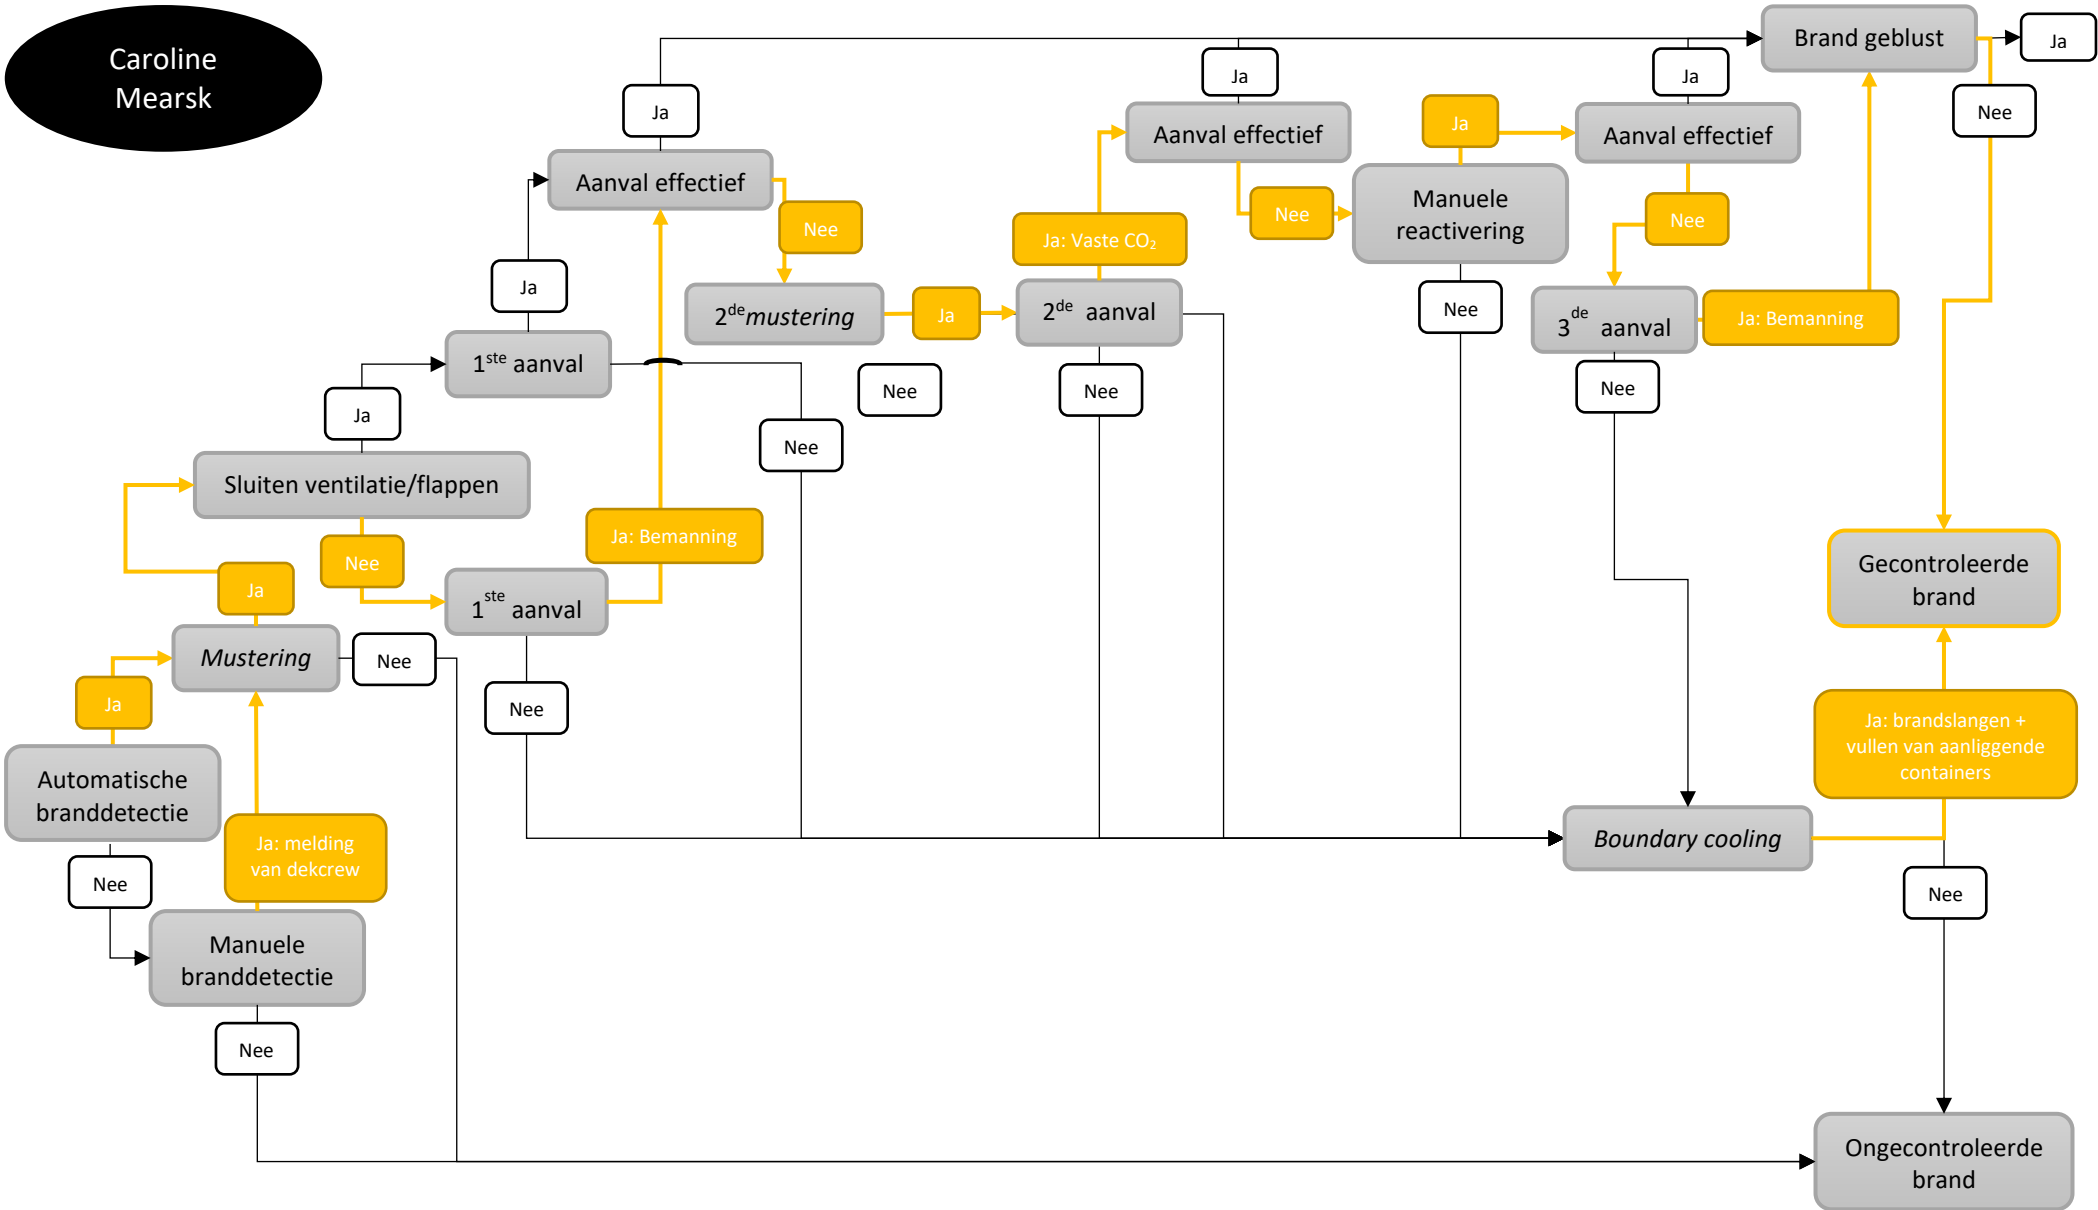 Caroline
Mearsk
Brand geblust
Ja
Nee
Ja
Ja
Ja
Aanval effectief
Ja
Aanval effectief
Aanval effectief
Nee
Manuele
reactivering
Nee
Nee
Ja: Vaste CO₂
Nee
Ja
2de mustering
Ja
2de aanval
Nee
3de aanval
Ja: Bemanning
1ste aanval
Nee
Nee
Nee
Ja
Nee
Sluiten ventilatie/flappen
Ja: Bemanning
Nee
Ja
1ste aanval
Gecontroleerde
brand
Mustering
Nee
Nee
Ja
Ja: brandslangen +
vullen van aanliggende
containers
Automatische
branddetectie
Ja: melding
van dekcrew
Boundary cooling
Nee
Nee
Manuele
branddetectie
Nee
Ongecontroleerde
brand